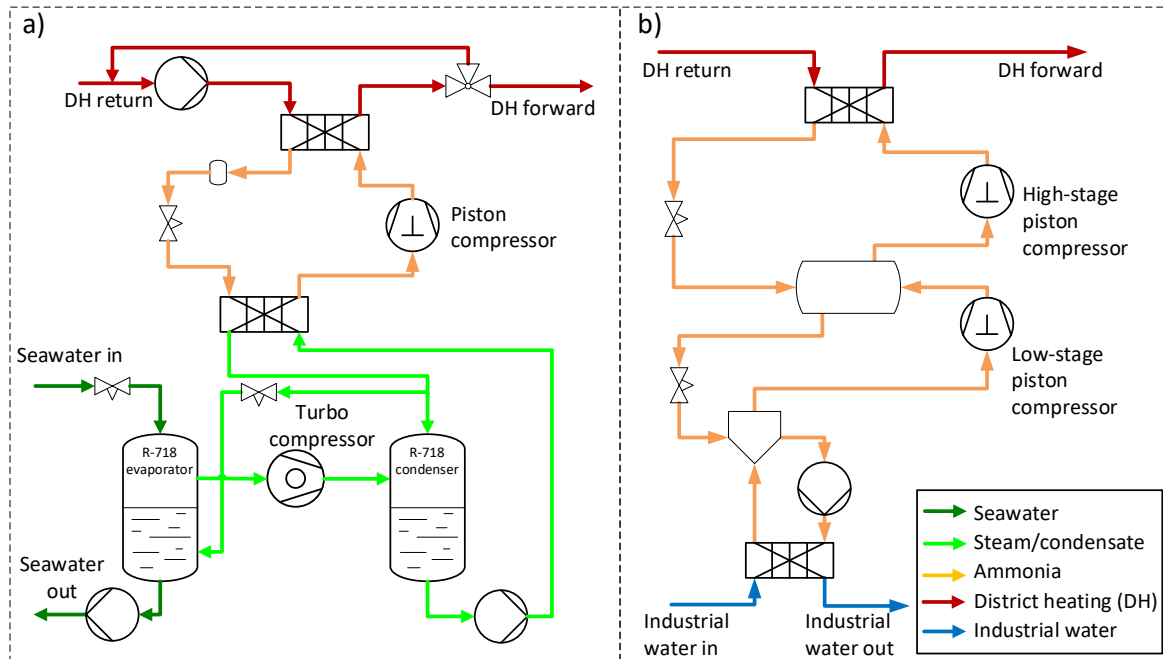 a)
DH return
DH forward
Piston
compressor
Seawater in
Turbo
compressor
R-718
evaporator
R-718
condenser
Seawater
out
b)
DH return
DH forward
High-stage
piston
compressor
Low-stage
piston
compressor
Industrial
water in
Industrial
water out
Seawater
Steam/condensate
Ammonia
District heating (DH)
Industrial water